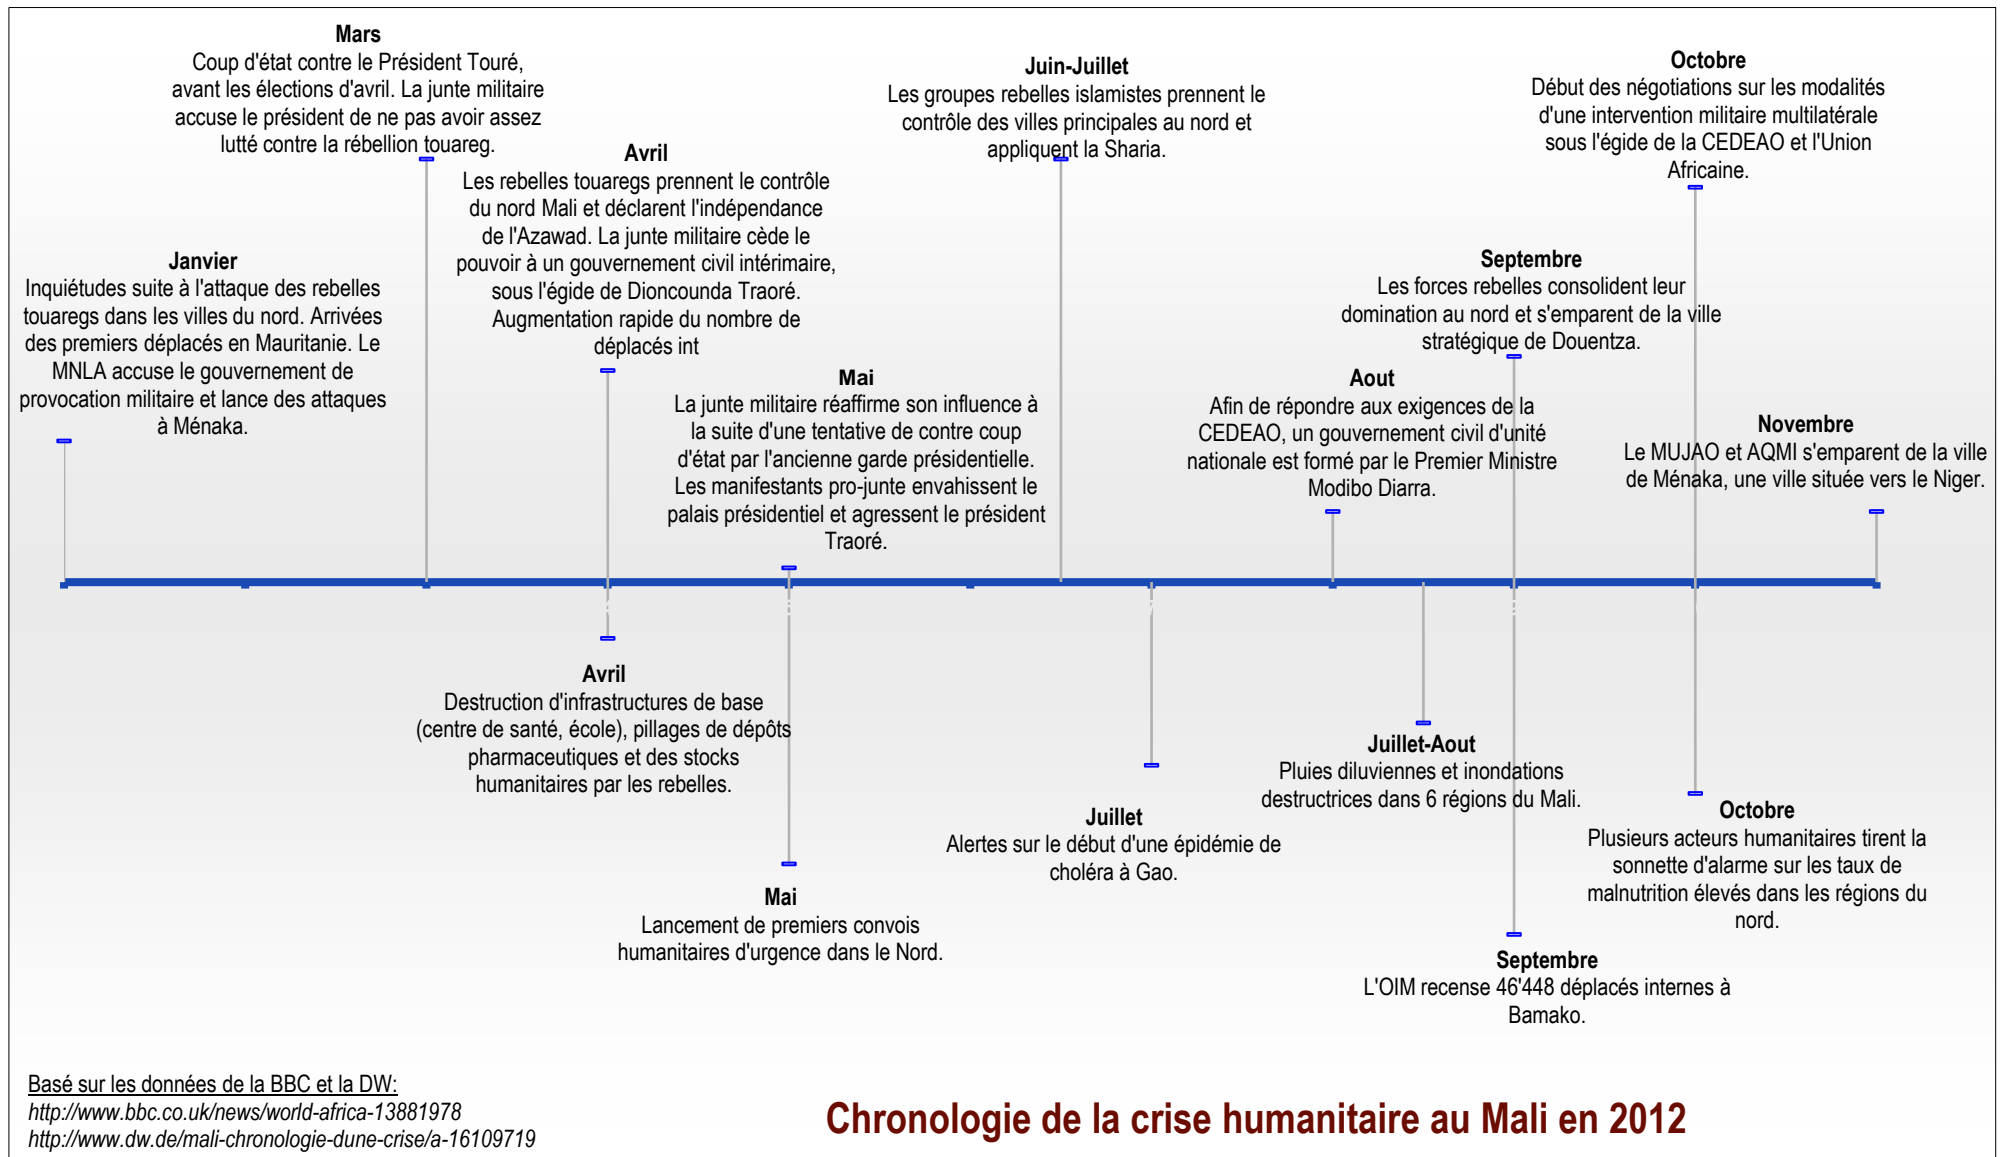 Mars
Coup d'état contre le Président Touré,
avant les élections d'avril. La junte militaire
accuse le président de ne pas avoir assez
lutté contre la rébellion touareg.
Juin-Juillet
Les groupes rebelles islamistes prennent le
contrôle des villes principales au nord et
appliquent la Sharia.
Octobre
Début des négotiations sur les modalités
d'une intervention militaire multilatérale
sous l'égide de la CEDEAO et l'Union
Africaine.
Avril
Les rebelles touaregs prennent le contrôle
du nord Mali et déclarent l'indépendance
de l'Azawad. La junte militaire cède le
pouvoir à un gouvernement civil intérimaire,
sous l'égide de Dioncounda Traoré.
Augmentation rapide du nombre de
déplacés int
Janvier
Inquiétudes suite à l'attaque des rebelles
touaregs dans les villes du nord. Arrivées
des premiers déplacés en Mauritanie. Le
MNLA accuse le gouvernement de
provocation militaire et lance des attaques
à Ménaka.
Septembre
Les forces rebelles consolident leur
domination au nord et s'emparent de la ville
stratégique de Douentza.
Mai
La junte militaire réaffirme son influence à
la suite d'une tentative de contre coup
d'état par l'ancienne garde présidentielle.
Les manifestants pro-junte envahissent le
palais présidentiel et agressent le président
Traoré.
Aout
Afin de répondre aux exigences de la
CEDEAO, un gouvernement civil d'unité
nationale est formé par le Premier Ministre
Modibo Diarra.
Novembre
Le MUJAO et AQMI s'emparent de la ville
de Ménaka, une ville située vers le Niger.
Avril
Destruction d'infrastructures de base
(centre de santé, école), pillages de dépôts
pharmaceutiques et des stocks
humanitaires par les rebelles.
Mai
Lancement de premiers convois
humanitaires d'urgence dans le Nord.
Juillet
Alertes sur le début d'une épidémie de
choléra à Gao.
Juillet-Aout
Pluies diluviennes et inondations
destructrices dans 6 régions du Mali.
Octobre
Plusieurs acteurs humanitaires tirent la
sonnette d'alarme sur les taux de
malnutrition élevés dans les régions du
nord.
Septembre
L'OIM recense 46'448 déplacés internes à
Bamako.
Basé sur les données de la BBC et la DW:
http://www.bbc.co.uk/news/world-africa-13881978
http://www.dw.de/mali-chronologie-dune-crise/a-16109719
Chronologie de la crise humanitaire au Mali en 2012